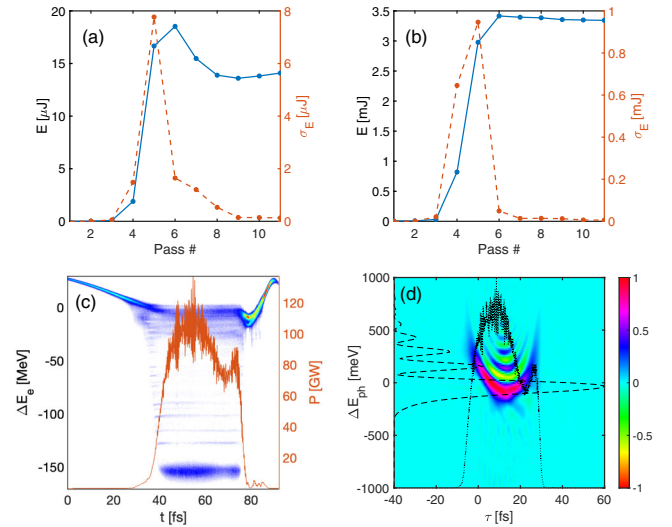 (a)
E [μJ]
20
15
10
5
0
2 4 6 8 10
Pass #
8
6
4
2
0
σE [μJ]
(b)
E [mJ]
3.5
3
2.5
2
1.5
1
0.5
0
2 4 6 8 10
Pass #
1
0.8
0.6
0.4
0.2
0
σE [mJ]
(c)
ΔEe [MeV]
0
-50
-100
-150
0 20 40 60 80
t [fs]
120
100
80
60
40
20
P [GW]
(d)
ΔEph [meV]
1000
500
0
-500
-1000
-40 -20 0 20 40 60
τ [fs]
1
0.5
0
-0.5
-1